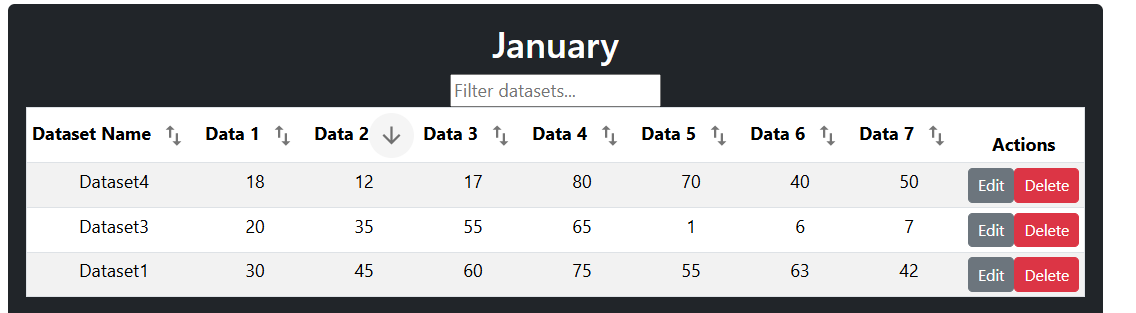 January
Filter datasets...
Dataset Name Data 1 Data 2 Data 3 Data 4 Data 5 Data 6 Data 7 Actions
Dataset4 18 12 17 80 70 40 50 Edit Delete
Dataset3 20 35 55 65 1 6 7 Edit Delete
Dataset1 30 45 60 75 55 63 42 Edit Delete